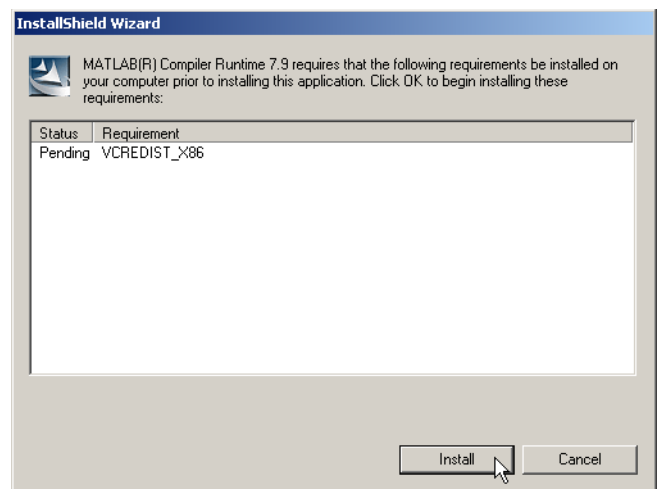 InstallShield Wizard
MATLAB(R) Compiler Runtime 7.9 requires that the following requirements be installed on
your computer prior to installing this application. Click OK to begin installing these
requirements:
Status Requirement
Pending VCREDIST_X86
Install Cancel